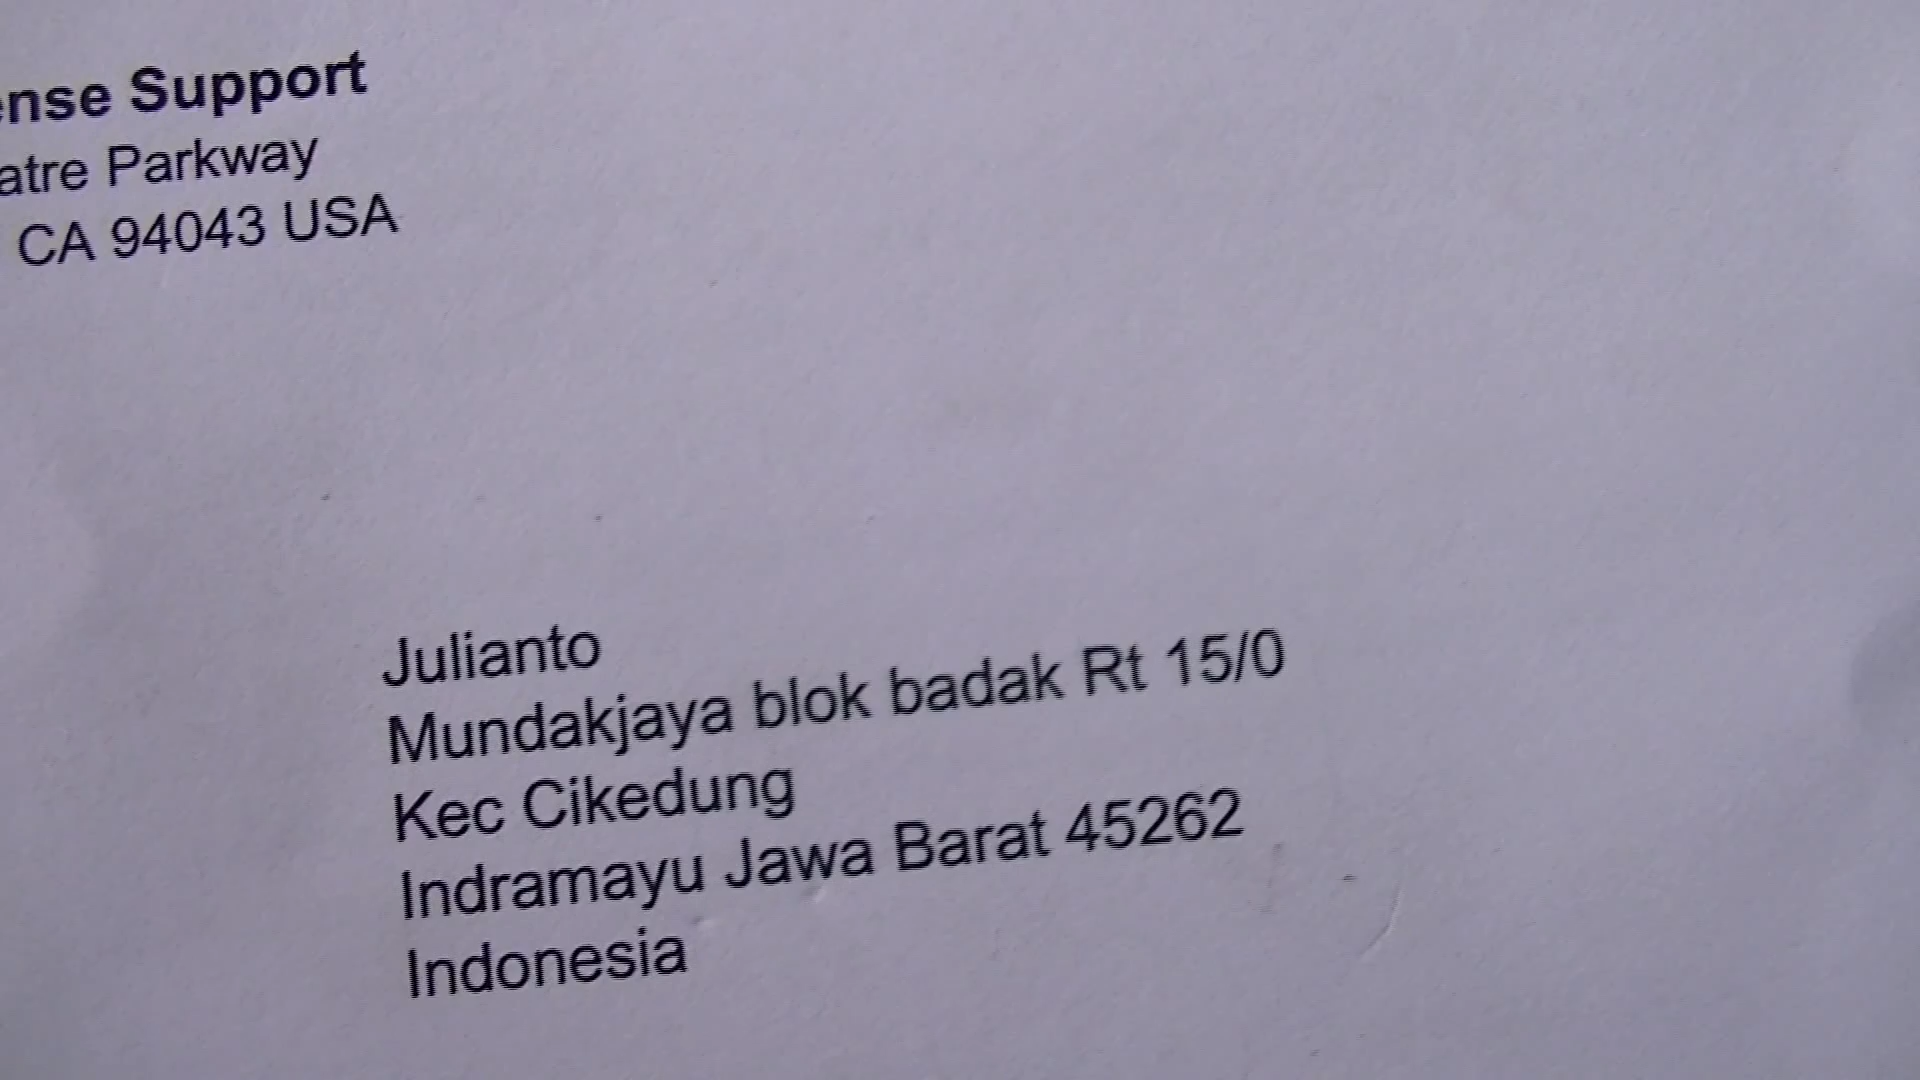 ense Support
atre Parkway
CA 94043 USA
Julianto
Mundakjaya blok badak Rt 15/0
Kec Cikedung
Indramayu Jawa Barat 45262
Indonesia